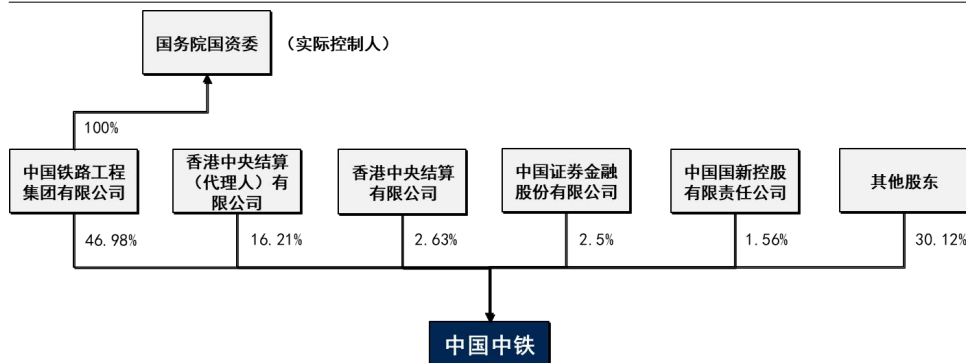 国务院国资委
（实际控制人）
100%
中国铁路工程
集团有限公司
香港中央结算
（代理人）有
限公司
香港中央结算
有限公司
中国证券金融
股份有限公司
中国国新控股
有限责任公司
其他股东
46.98%
16.21%
2.63%
2.5%
1.56%
30.12%
中国中铁